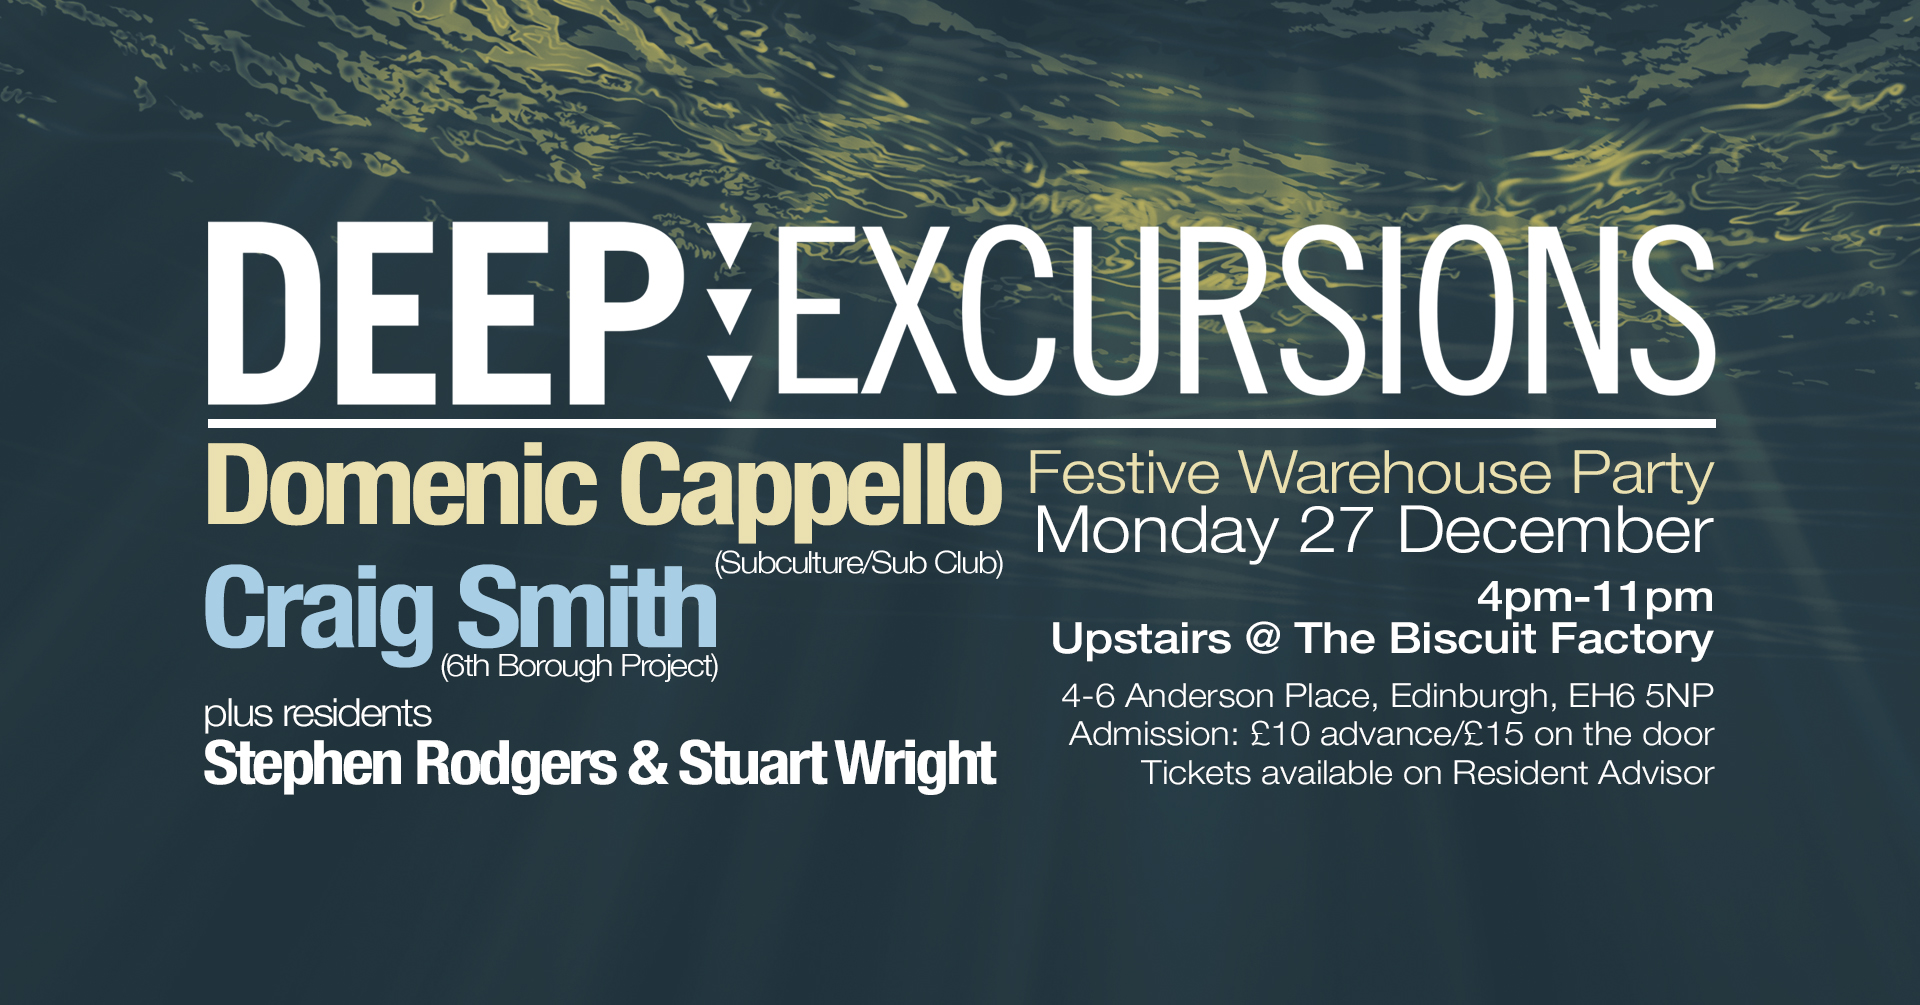 DEEP EXCURSIONS
Domenic Cappello
(Subculture/Sub Club)
Craig Smith
(6th Borough Project)
plus residents
Stephen Rodgers & Stuart Wright
Festive Warehouse Party
Monday 27 December
4pm-11pm
Upstairs @ The Biscuit Factory
4-6 Anderson Place, Edinburgh, EH6 5NP
Admission: £10 advance/£15 on the door
Tickets available on Resident Advisor